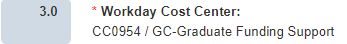 3.0 * Workday Cost Center:
CC0954 / GC-Graduate Funding Support